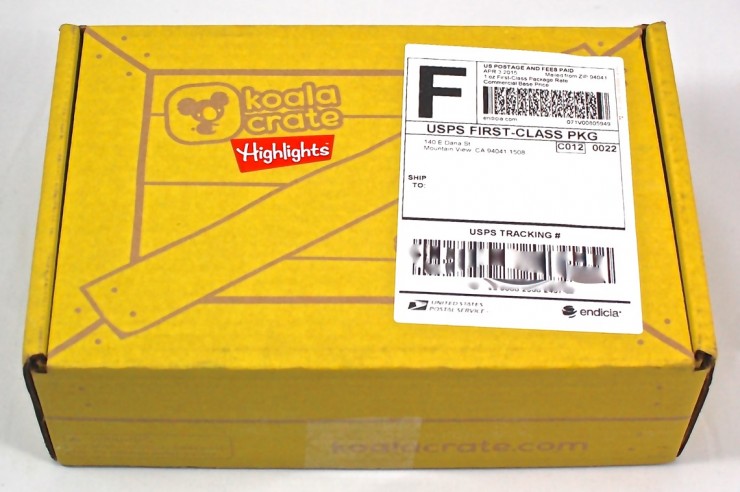 koala
crate
Highlights
F
US POSTAGE AND FEES PAID
APR 3 2015 Mailed from ZIP 94041
1 oz First-Class Package Rate
Commercial Base Price
endicia.com
USPS FIRST-CLASS PKG
140 E Dana St
Mountain View CA 94041 1508
C012 0022
SHIP
TO:
USPS TRACKING #
UNITED STATES
POSTAL SERVICE
endicia
koalacrate.com